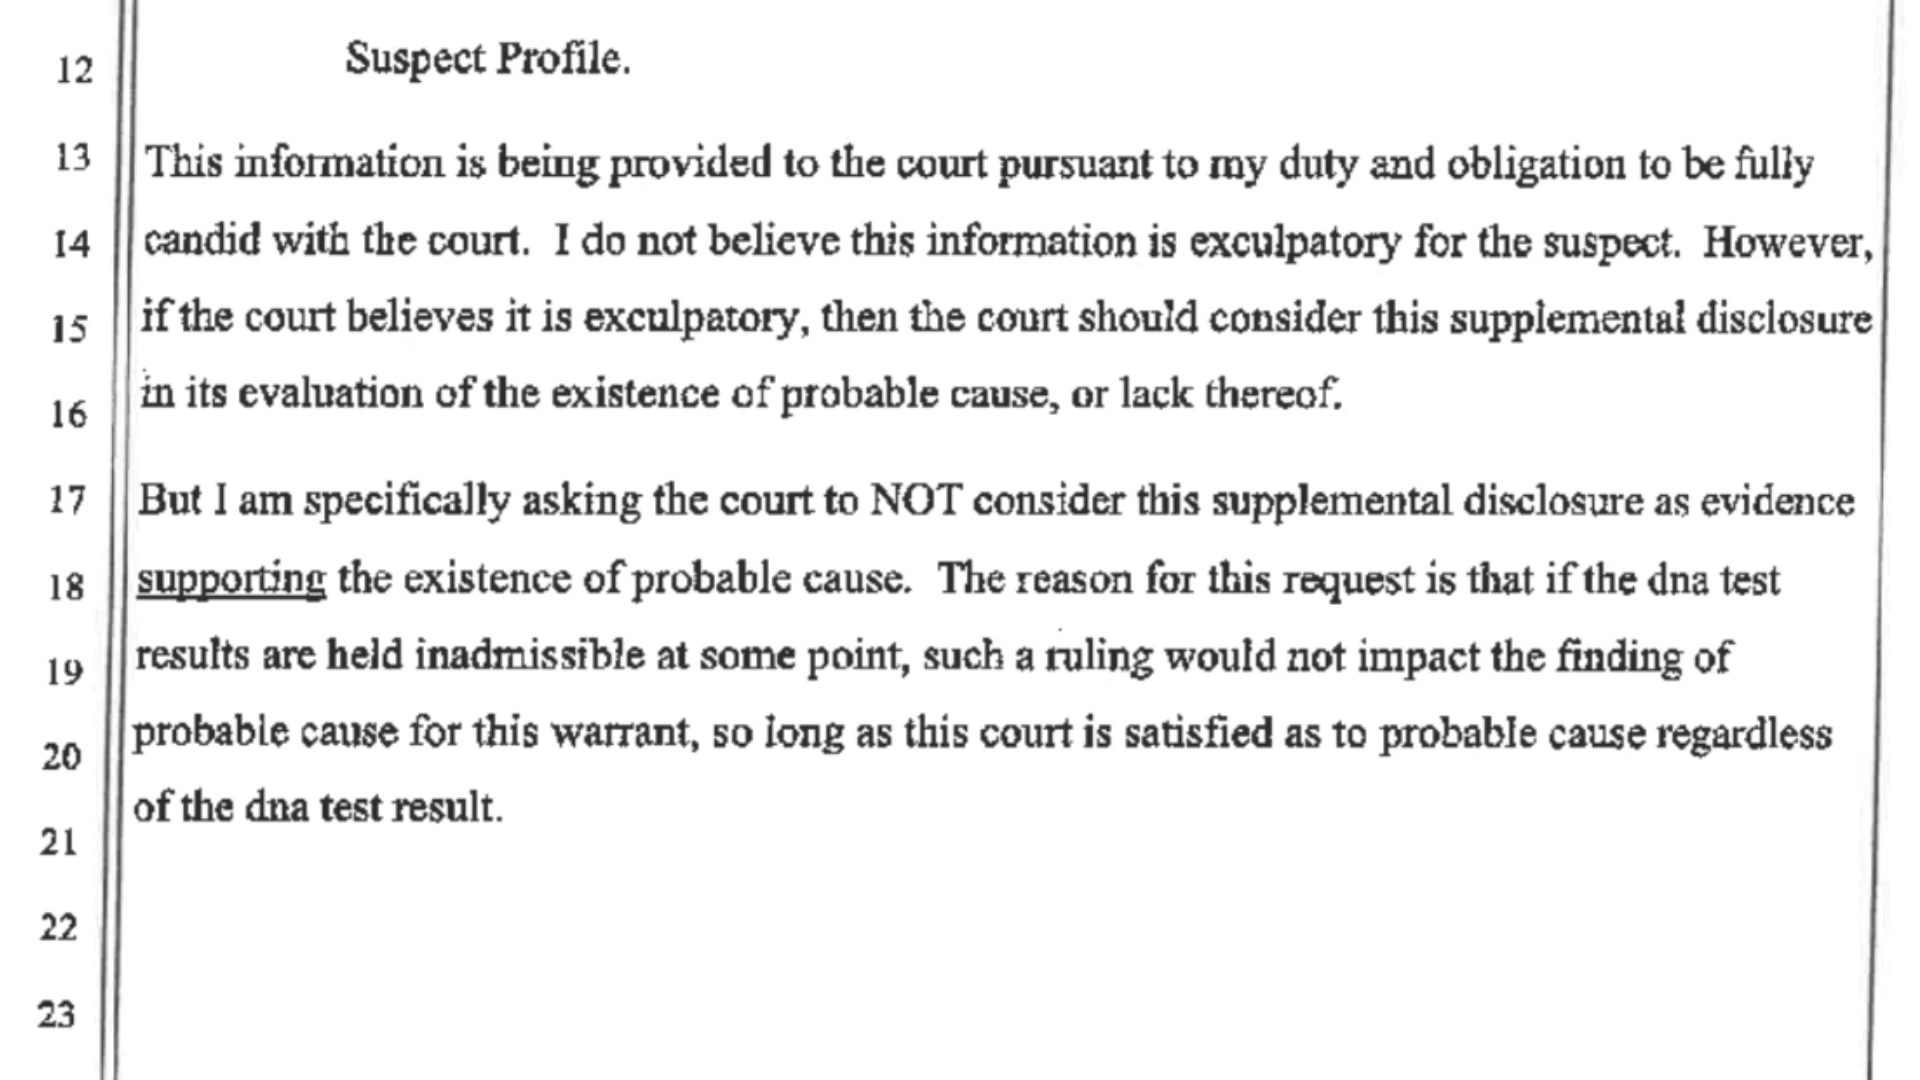 12 Suspect Profile.
13 This information is being provided to the court pursuant to my duty and obligation to be fully
14 candid with the court. I do not believe this information is exculpatory for the suspect. However,
15 if the court believes it is exculpatory, then the court should consider this supplemental disclosure
16 in its evaluation of the existence of probable cause, or lack thereof.
17 But I am specifically asking the court to NOT consider this supplemental disclosure as evidence
18 supporting the existence of probable cause. The reason for this request is that if the dna test
19 results are held inadmissible at some point, such a ruling would not impact the finding of
20 probable cause for this warrant, so long as this court is satisfied as to probable cause regardless
21 of the dna test result.
22
23